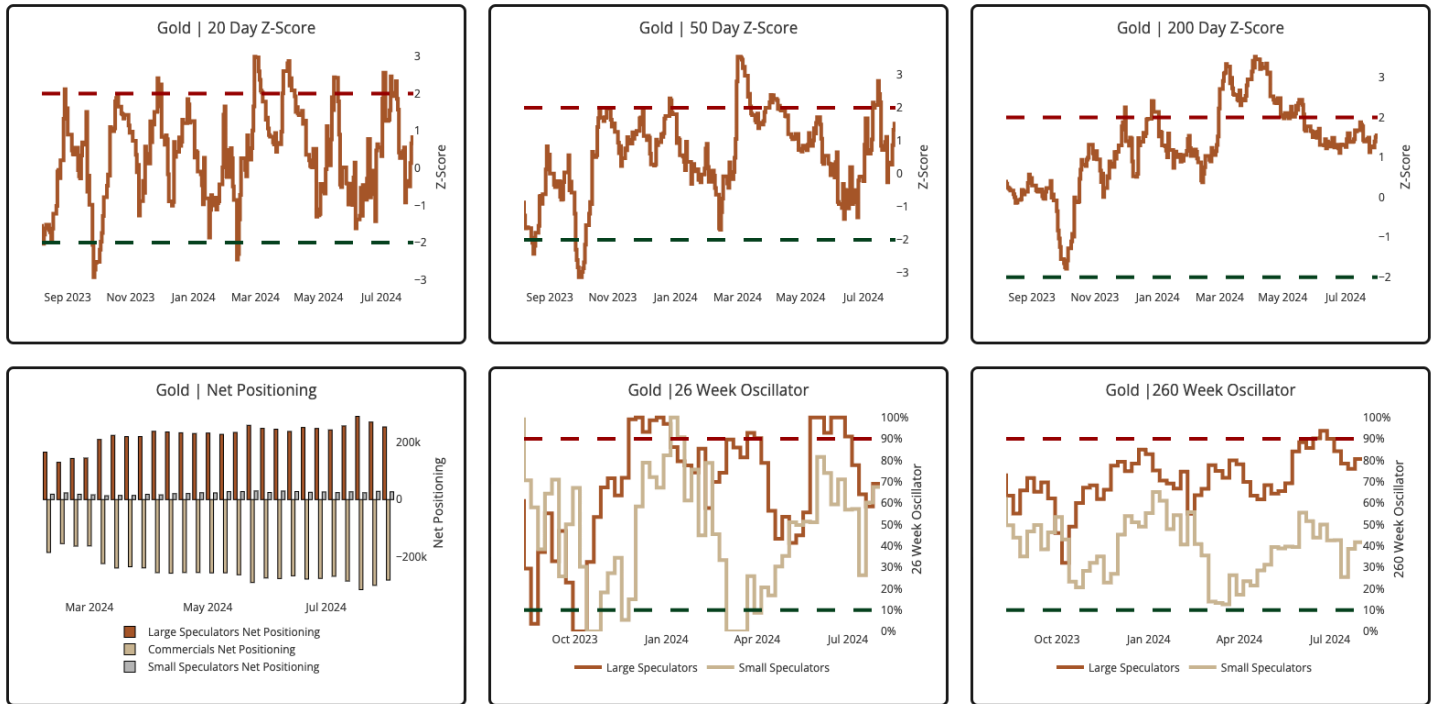 Gold | 20 Day Z-Score
3
2
1
0
−1
−2
−3
Z-Score
Sep 2023 Nov 2023 Jan 2024 Mar 2024 May 2024 Jul 2024
Gold | 50 Day Z-Score
3
2
1
0
−1
−2
−3
Z-Score
Sep 2023 Nov 2023 Jan 2024 Mar 2024 May 2024 Jul 2024
Gold | 200 Day Z-Score
3
2
1
0
−1
−2
Z-Score
Sep 2023 Nov 2023 Jan 2024 Mar 2024 May 2024 Jul 2024
Gold | Net Positioning
200k
0
−200k
Net Positioning
Mar 2024 May 2024 Jul 2024
Large Speculators Net Positioning
Commercials Net Positioning
Small Speculators Net Positioning
Gold |26 Week Oscillator
100%
90%
80%
70%
60%
50%
40%
30%
20%
10%
0%
26 Week Oscillator
Oct 2023 Jan 2024 Apr 2024 Jul 2024
Large Speculators Small Speculators
Gold |260 Week Oscillator
100%
90%
80%
70%
60%
50%
40%
30%
20%
10%
0%
260 Week Oscillator
Oct 2023 Jan 2024 Apr 2024 Jul 2024
Large Speculators Small Speculators